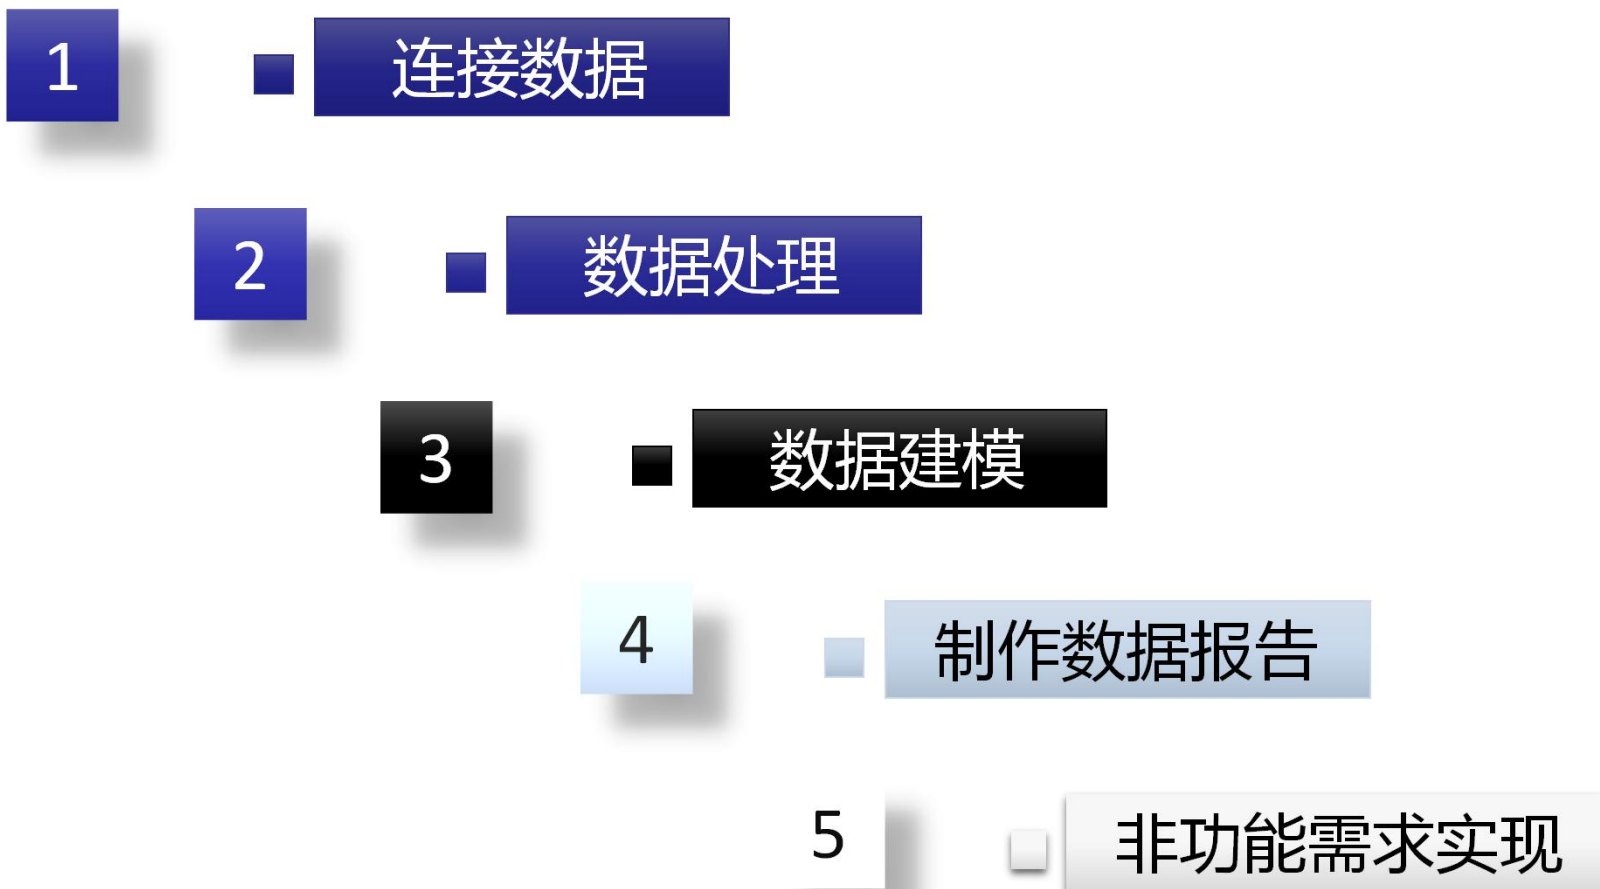 1 连接数据
2 数据处理
3 数据建模
4 制作数据报告
5 非功能需求实现